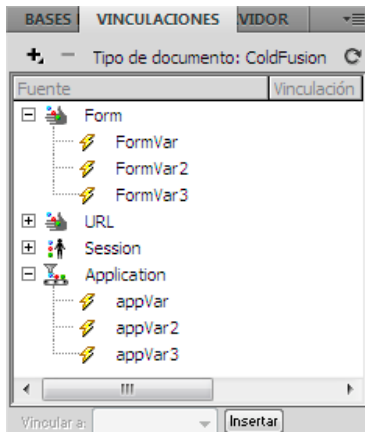 BASES VINCULACIONES VIDOR
Tipo de documento: ColdFusion
Fuente Vinculación
Form
FormVar
FormVar2
FormVar3
URL
Session
Application
appVar
appVar2
appVar3
Vincular a: Insertar